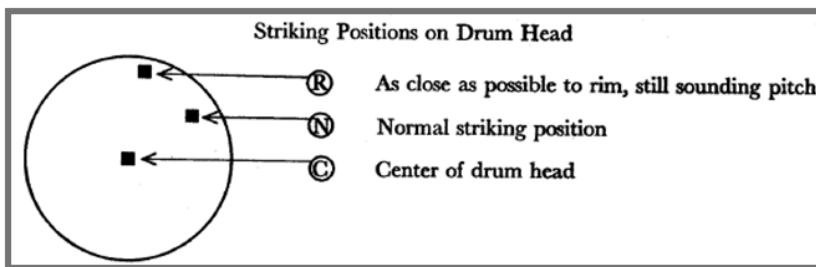 Striking Positions on Drum Head
Ⓡ As close as possible to rim, still sounding pitch
Ⓝ Normal striking position
Ⓒ Center of drum head